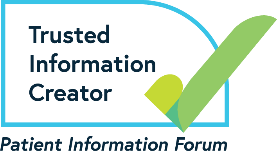 Trusted
Information
Creator
Patient Information Forum